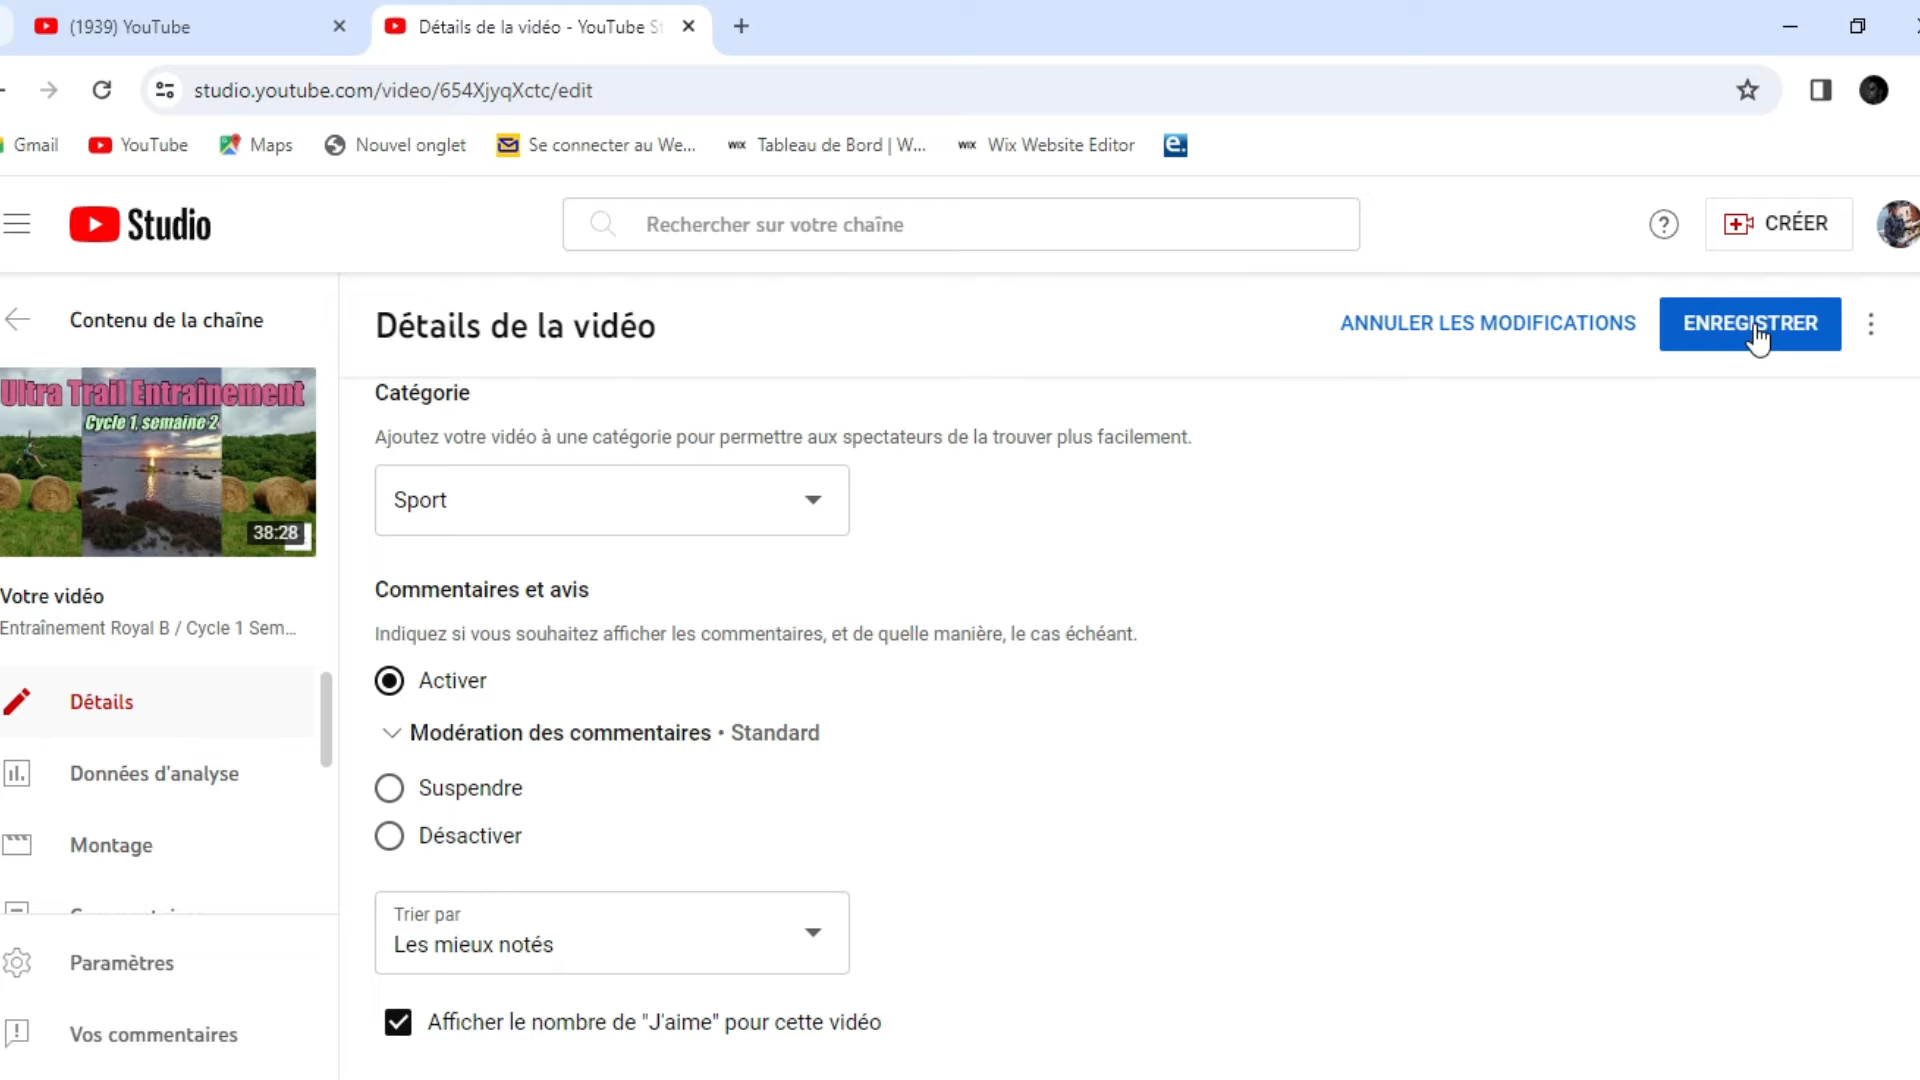 (1939) YouTube
Détails de la vidéo - YouTube St
studio.youtube.com/video/654XjyqXctc/edit
Gmail
YouTube
Maps
Nouvel onglet
Se connecter au We...
WIX Tableau de Bord | W...
WIX Wix Website Editor
e.
Studio
Rechercher sur votre chaîne
?
CRÉER
Contenu de la chaîne
Détails de la vidéo
ANNULER LES MODIFICATIONS
ENREGISTRER
Ultra Trail Entraînement
Cycle 1, semaine 2
38:28
Votre vidéo
Entraînement Royal B / Cycle 1 Sem...
Détails
Données d'analyse
Montage
Paramètres
Vos commentaires
Catégorie
Ajoutez votre vidéo à une catégorie pour permettre aux spectateurs de la trouver plus facilement.
Sport
Commentaires et avis
Indiquez si vous souhaitez afficher les commentaires, et de quelle manière, le cas échéant.
Activer
Modération des commentaires • Standard
Suspendre
Désactiver
Trier par
Les mieux notés
Afficher le nombre de "J'aime" pour cette vidéo